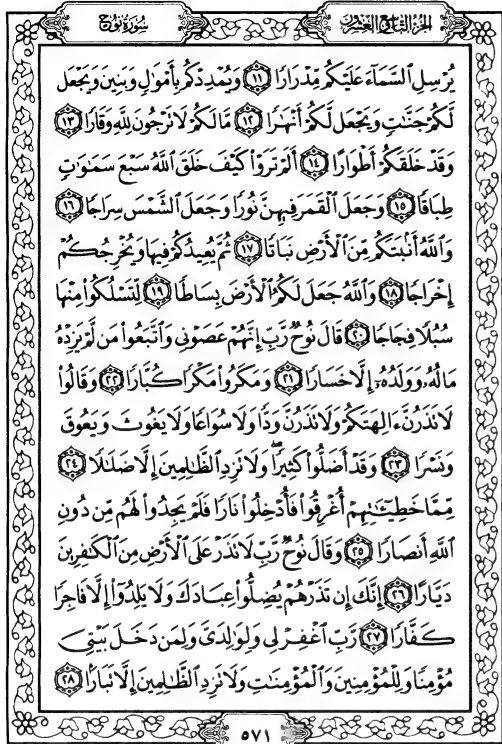 الجزء التاسع والعشرون
سورة نوح
يُرْسِلِ ٱلسَّمَآءَ عَلَيْكُم مِّدْرَارًا ١١ وَيُمْدِدْكُم بِأَمْوَٰلٍ وَبَنِينَ وَيَجْعَل
لَّكُمْ جَنَّٰتٍ وَيَجْعَل لَّكُمْ أَنْهَٰرًا ١٢ مَّا لَكُمْ لَا تَرْجُونَ لِلَّهِ وَقَارًا ١٣
وَقَدْ خَلَقَكُمْ أَطْوَارًا ١٤ أَلَمْ تَرَوْا۟ كَيْفَ خَلَقَ ٱللَّهُ سَبْعَ سَمَٰوَٰتٍ
طِبَاقًا ١٥ وَجَعَلَ ٱلْقَمَرَ فِيهِنَّ نُورًا وَجَعَلَ ٱلشَّمْسَ سِرَاجًا ١٦
وَٱللَّهُ أَنۢبَتَكُم مِّنَ ٱلْأَرْضِ نَبَاتًا ١٧ ثُمَّ يُعِيدُكُمْ فِيهَا وَيُخْرِجُكُمْ
إِخْرَاجًا ١٨ وَٱللَّهُ جَعَلَ لَكُمُ ٱلْأَرْضَ بِسَاطًا ١٩ لِّتَسْلُكُوا۟ مِنْهَا
سُبُلًا فِجَاجًا ٢٠ قَالَ نُوحٌ رَّبِّ إِنَّهُمْ عَصَوْنِى وَٱتَّبَعُوا۟ مَن لَّمْ يَزِدْهُ
مَالُهُۥ وَوَلَدُهُۥٓ إِلَّا خَسَارًا ٢١ وَمَكَرُوا۟ مَكْرًا كُبَّارًا ٢٢ وَقَالُوا۟
لَا تَذَرُنَّ ءَالِهَتَكُمْ وَلَا تَذَرُنَّ وَدًّا وَلَا سُوَاعًا وَلَا يَغُوثَ وَيَعُوقَ
وَنَسْرًا ٢٣ وَقَدْ أَضَلُّوا۟ كَثِيرًا ۖ وَلَا تَزِدِ ٱلظَّٰلِمِينَ إِلَّا ضَلَٰلًا ٢٤
مِّمَّا خَطِيٓـَٰٔتِهِمْ أُغْرِقُوا۟ فَأُدْخِلُوا۟ نَارًا فَلَمْ يَجِدُوا۟ لَهُم مِّن دُونِ
ٱللَّهِ أَنصَارًا ٢٥ وَقَالَ نُوحٌ رَّبِّ لَا تَذَرْ عَلَى ٱلْأَرْضِ مِنَ ٱلْكَٰفِرِينَ
دَيَّارًا ٢٦ إِنَّكَ إِن تَذَرْهُمْ يُضِلُّوا۟ عِبَادَكَ وَلَا يَلِدُوٓا۟ إِلَّا فَاجِرًا
كَفَّارًا ٢٧ رَّبِّ ٱغْفِرْ لِى وَلِوَٰلِدَىَّ وَلِمَن دَخَلَ بَيْتِىَ
مُؤْمِنًا وَلِلْمُؤْمِنِينَ وَٱلْمُؤْمِنَٰتِ وَلَا تَزِدِ ٱلظَّٰلِمِينَ إِلَّا تَبَارًۢا ٢٨
٥٧١